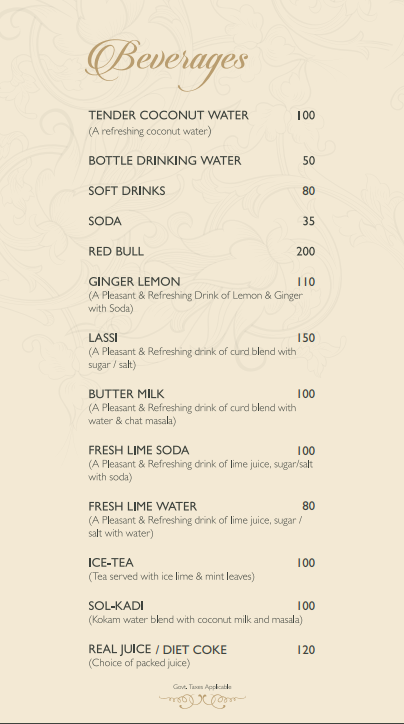 Beverages
TENDER COCONUT WATER 100
(A refreshing coconut water)
BOTTLE DRINKING WATER 50
SOFT DRINKS 80
SODA 35
RED BULL 200
GINGER LEMON 110
(A Pleasant & Refreshing Drink of Lemon & Ginger
with Soda)
LASSI 150
(A Pleasant & Refreshing drink of curd blend with
sugar / salt)
BUTTER MILK 100
(A Pleasant & Refreshing drink of curd blend with
water & chat masala)
FRESH LIME SODA 100
(A Pleasant & Refreshing drink of lime juice, sugar/salt
with soda)
FRESH LIME WATER 80
(A Pleasant & Refreshing drink of lime juice, sugar /
salt with water)
ICE-TEA 100
(Tea served with ice lime & mint leaves)
SOL-KADI 100
(Kokam water blend with coconut milk and masala)
REAL JUICE / DIET COKE 120
(Choice of packed juice)
Govt. Taxes Applicable